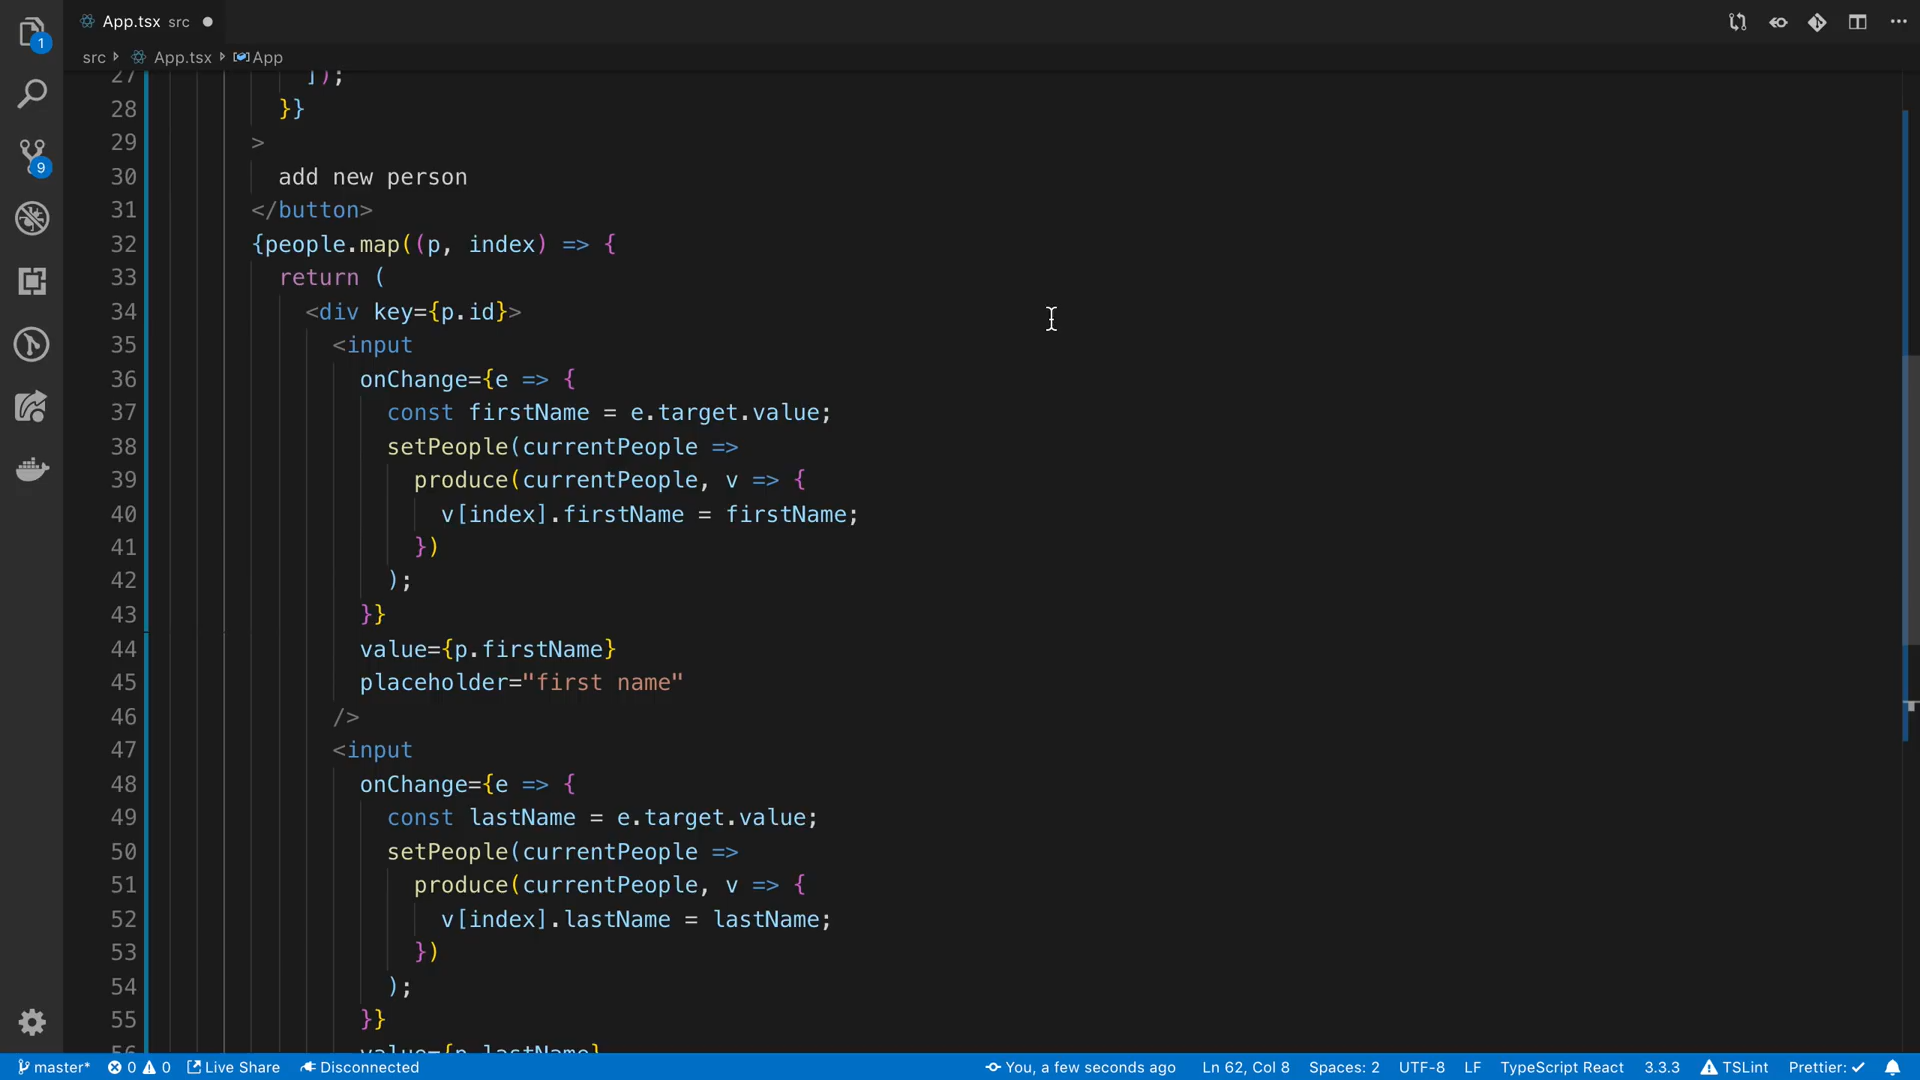 App.tsx src
1
src App.tsx App
27 ]);
28 }}
29 >
30 add new person
31 </button>
32 {people.map((p, index) => {
33 return (
34 <div key={p.id}>
35 <input
36 onChange={e => {
37 const firstName = e.target.value;
38 setPeople(currentPeople =>
39 produce(currentPeople, v => {
40 v[index].firstName = firstName;
41 })
42 );
43 }}
44 value={p.firstName}
45 placeholder="first name"
46 />
47 <input
48 onChange={e => {
49 const lastName = e.target.value;
50 setPeople(currentPeople =>
51 produce(currentPeople, v => {
52 v[index].lastName = lastName;
53 })
54 );
55 }}
56 value={p.lastName}
9
master* 0 0 Live Share Disconnected You, a few seconds ago Ln 62, Col 8 Spaces: 2 UTF-8 LF TypeScript React 3.3.3 TSLint Prettier: ✓